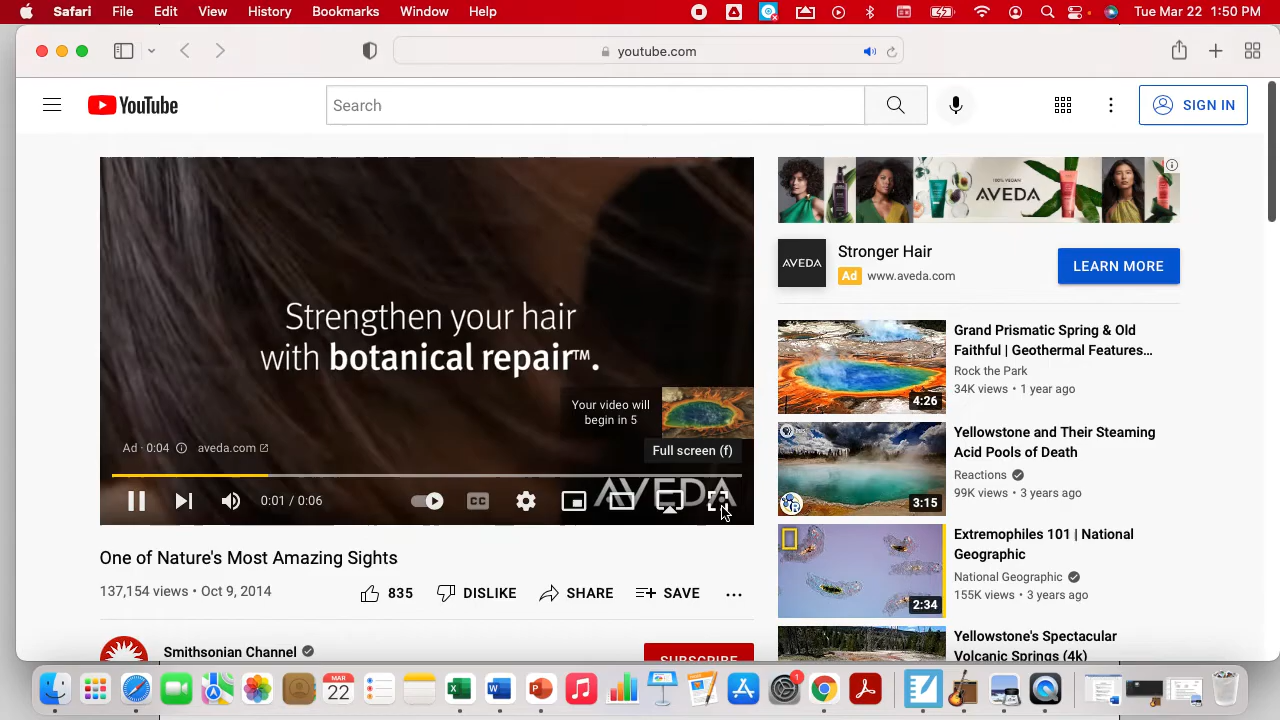 Safari File Edit View History Bookmarks Window Help Tue Mar 22 1:50 PM
youtube.com
YouTube Search SIGN IN
100% VEGAN
AVEDA
Strengthen your hair
with botanical repair™.
Your video will
begin in 5
Ad · 0:04 aveda.com
Full screen (f)
0:01 / 0:06 CC AVEDA
AVEDA
Stronger Hair
Ad www.aveda.com
LEARN MORE
4:26
Grand Prismatic Spring & Old
Faithful | Geothermal Features...
Rock the Park
34K views • 1 year ago
3:15
Yellowstone and Their Steaming
Acid Pools of Death
Reactions
99K views • 3 years ago
2:34
Extremophiles 101 | National
Geographic
National Geographic
155K views • 3 years ago
Yellowstone's Spectacular
Volcanic Springs (4k)
One of Nature's Most Amazing Sights
137,154 views • Oct 9, 2014 835 DISLIKE SHARE SAVE
Smithsonian Channel SUBSCRIBE
MAR
22
1